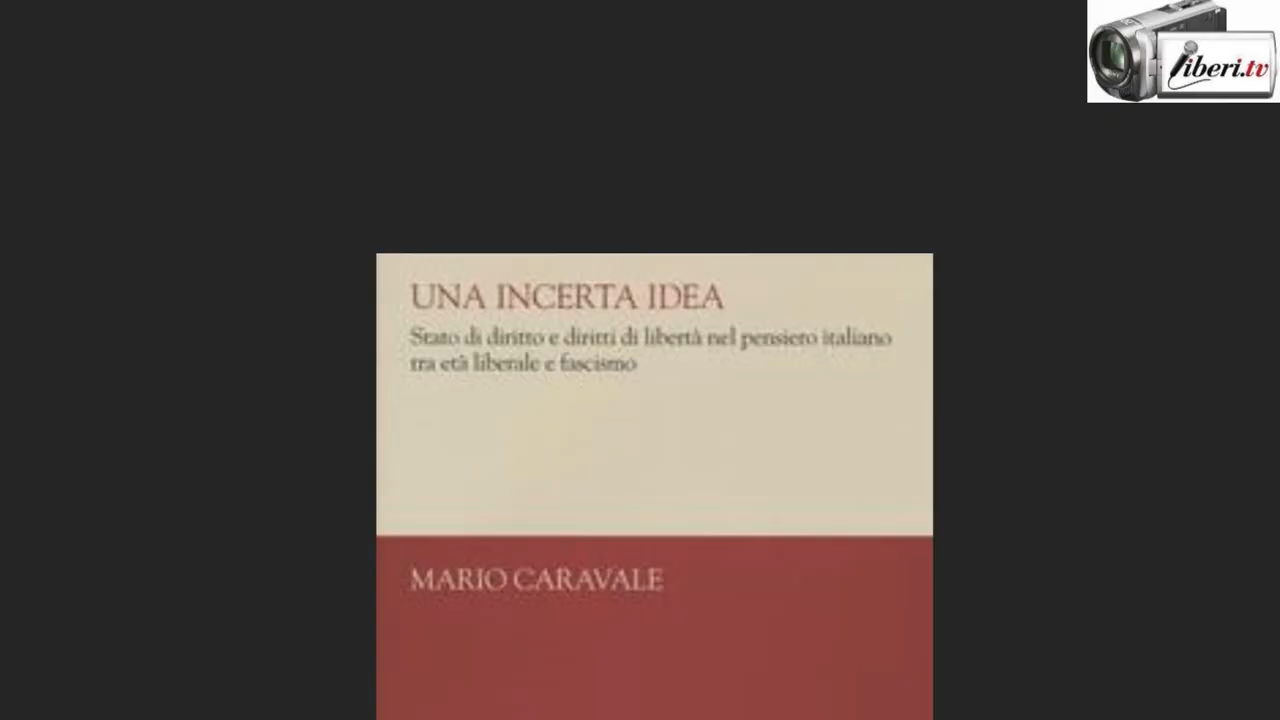 liberi.tv
UNA INCERTA IDEA
Stato di diritto e diritti di libertà nel pensiero italiano
tra età liberale e fascismo
MARIO CARAVALE